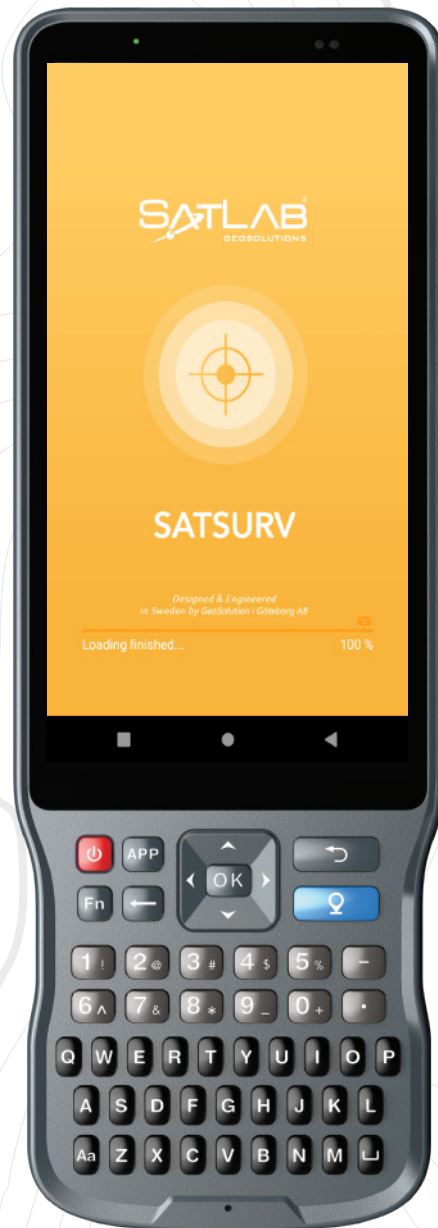 SATLAB
GEOSOLUTIONS
SATSURV
Designed & Engineered
in Sweden by GeoSolution i Göteborg AB
Loading finished... 100 %
APP
OK
Fn
1 ! 2 @ 3 # 4 $ 5 % -
6 ^ 7 & 8 * 9 _ 0 + .
Q W E R T Y U I O P
A S D F G H J K L
Aa Z X C V B N M